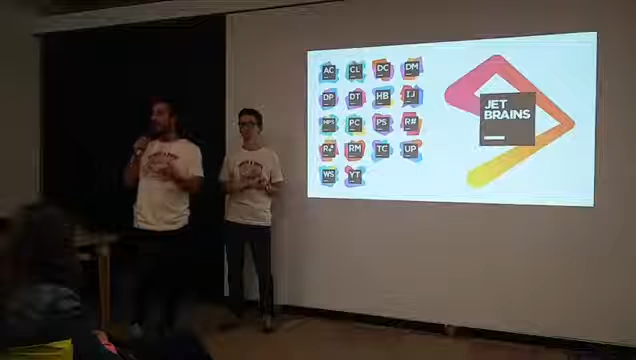 AC CL DC DM
DP DT HB IJ
MPS PC PS R#
R++ RM TC UP
WS YT
JET
BRAINS